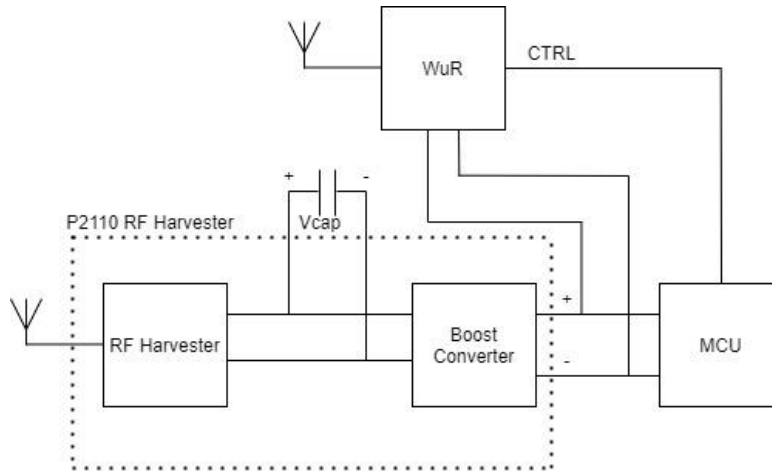 WuR
CTRL
+
-
P2110 RF Harvester
Vcap
RF Harvester
Boost
Converter
+
-
MCU